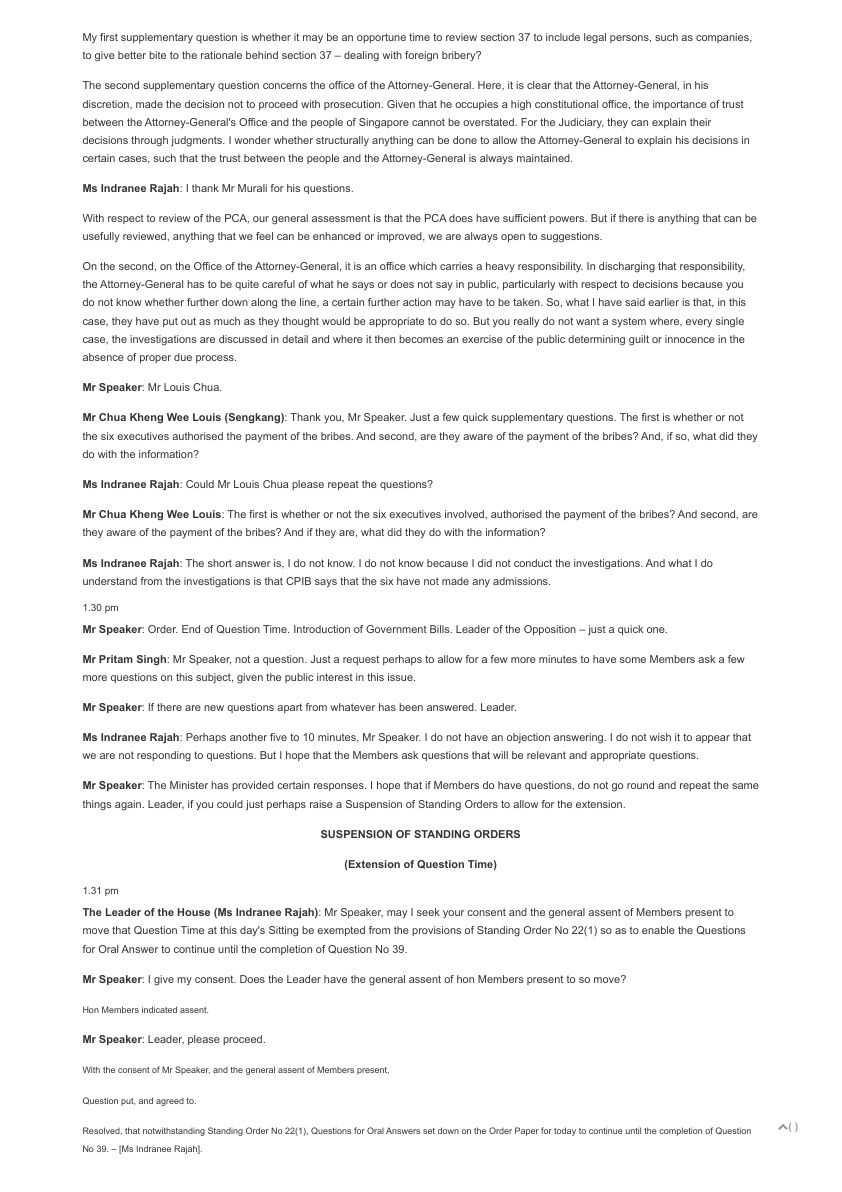 My first supplementary question is whether it may be an opportune time to review section 37 to include legal persons, such as companies,
to give better bite to the rationale behind section 37 – dealing with foreign bribery?
The second supplementary question concerns the office of the Attorney-General. Here, it is clear that the Attorney-General, in his
discretion, made the decision not to proceed with prosecution. Given that he occupies a high constitutional office, the importance of trust
between the Attorney-General's Office and the people of Singapore cannot be overstated. For the Judiciary, they can explain their
decisions through judgments. I wonder whether structurally anything can be done to allow the Attorney-General to explain his decisions in
certain cases, such that the trust between the people and the Attorney-General is always maintained.
Ms Indranee Rajah: I thank Mr Murali for his questions.
With respect to review of the PCA, our general assessment is that the PCA does have sufficient powers. But if there is anything that can be
usefully reviewed, anything that we feel can be enhanced or improved, we are always open to suggestions.
On the second, on the Office of the Attorney-General, it is an office which carries a heavy responsibility. In discharging that responsibility,
the Attorney-General has to be quite careful of what he says or does not say in public, particularly with respect to decisions because you
do not know whether further down along the line, a certain further action may have to be taken. So, what I have said earlier is that, in this
case, they have put out as much as they thought would be appropriate to do so. But you really do not want a system where, every single
case, the investigations are discussed in detail and where it then becomes an exercise of the public determining guilt or innocence in the
absence of proper due process.
Mr Speaker: Mr Louis Chua.
Mr Chua Kheng Wee Louis (Sengkang): Thank you, Mr Speaker. Just a few quick supplementary questions. The first is whether or not
the six executives authorised the payment of the bribes. And second, are they aware of the payment of the bribes? And, if so, what did they
do with the information?
Ms Indranee Rajah: Could Mr Louis Chua please repeat the questions?
Mr Chua Kheng Wee Louis: The first is whether or not the six executives involved, authorised the payment of the bribes? And second, are
they aware of the payment of the bribes? And if they are, what did they do with the information?
Ms Indranee Rajah: The short answer is, I do not know. I do not know because I did not conduct the investigations. And what I do
understand from the investigations is that CPIB says that the six have not made any admissions.
1.30 pm
Mr Speaker: Order. End of Question Time. Introduction of Government Bills. Leader of the Opposition – just a quick one.
Mr Pritam Singh: Mr Speaker, not a question. Just a request perhaps to allow for a few more minutes to have some Members ask a few
more questions on this subject, given the public interest in this issue.
Mr Speaker: If there are new questions apart from whatever has been answered. Leader.
Ms Indranee Rajah: Perhaps another five to 10 minutes, Mr Speaker. I do not have an objection answering. I do not wish it to appear that
we are not responding to questions. But I hope that the Members ask questions that will be relevant and appropriate questions.
Mr Speaker: The Minister has provided certain responses. I hope that if Members do have questions, do not go round and repeat the same
things again. Leader, if you could just perhaps raise a Suspension of Standing Orders to allow for the extension.
SUSPENSION OF STANDING ORDERS
(Extension of Question Time)
1.31 pm
The Leader of the House (Ms Indranee Rajah): Mr Speaker, may I seek your consent and the general assent of Members present to
move that Question Time at this day's Sitting be exempted from the provisions of Standing Order No 22(1) so as to enable the Questions
for Oral Answer to continue until the completion of Question No 39.
Mr Speaker: I give my consent. Does the Leader have the general assent of hon Members present to so move?
Hon Members indicated assent.
Mr Speaker: Leader, please proceed.
With the consent of Mr Speaker, and the general assent of Members present,
Question put, and agreed to.
Resolved, that notwithstanding Standing Order No 22(1), Questions for Oral Answers set down on the Order Paper for today to continue until the completion of Question
No 39. – [Ms Indranee Rajah].
( )